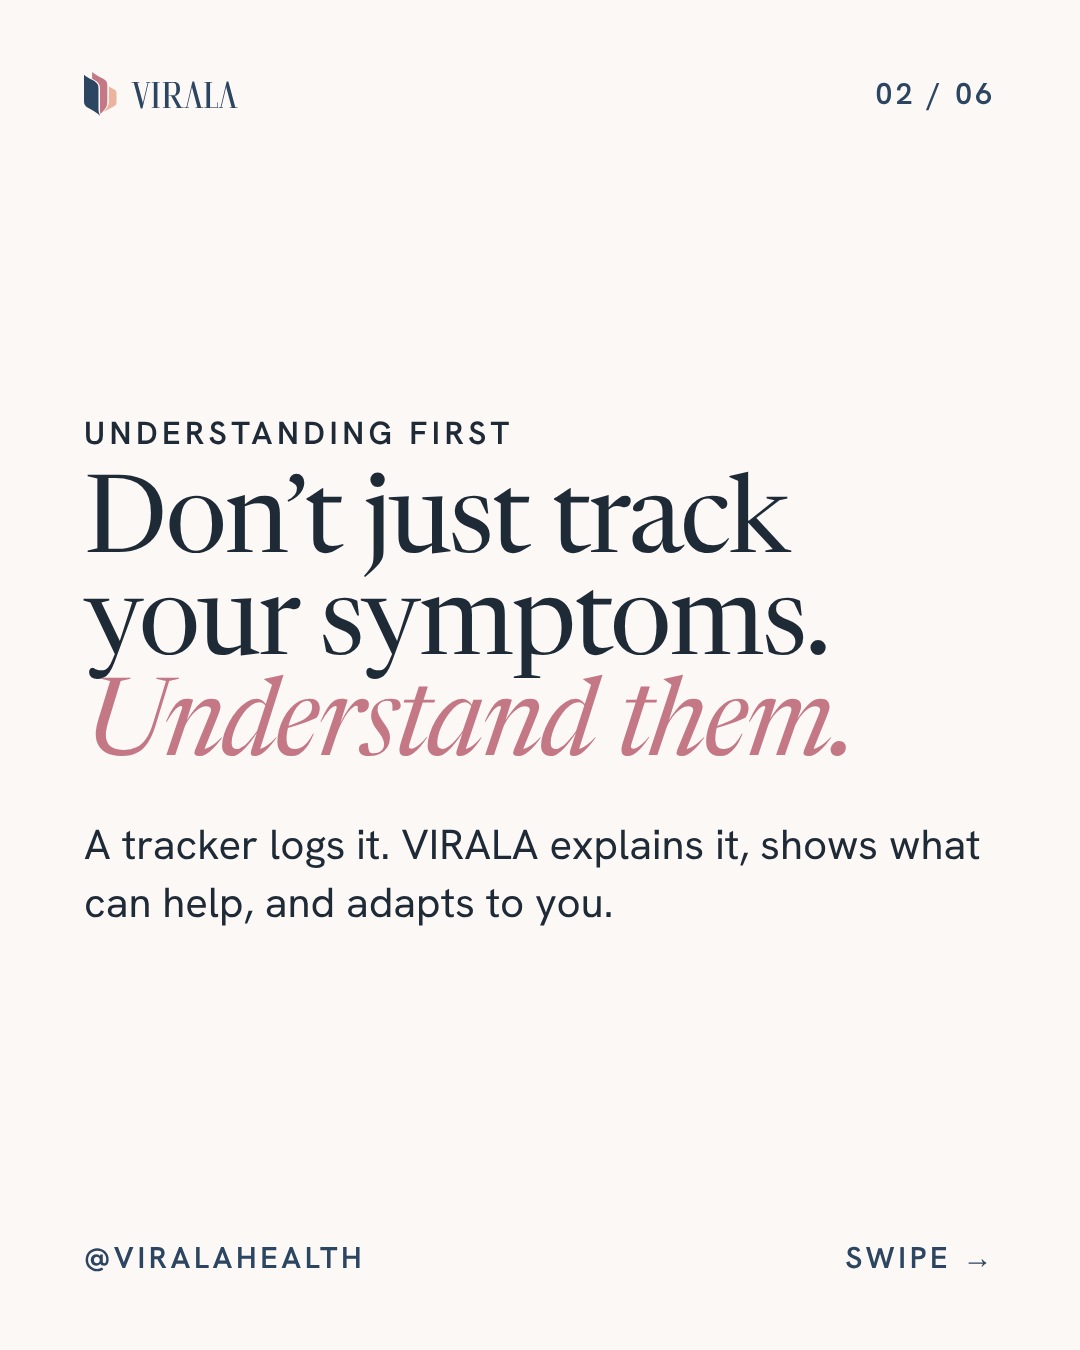 VIRALA
02 / 06
UNDERSTANDING FIRST
Don’t just track
your symptoms.
Understand them.
A tracker logs it. VIRALA explains it, shows what
can help, and adapts to you.
@VIRALAHEALTH
SWIPE →